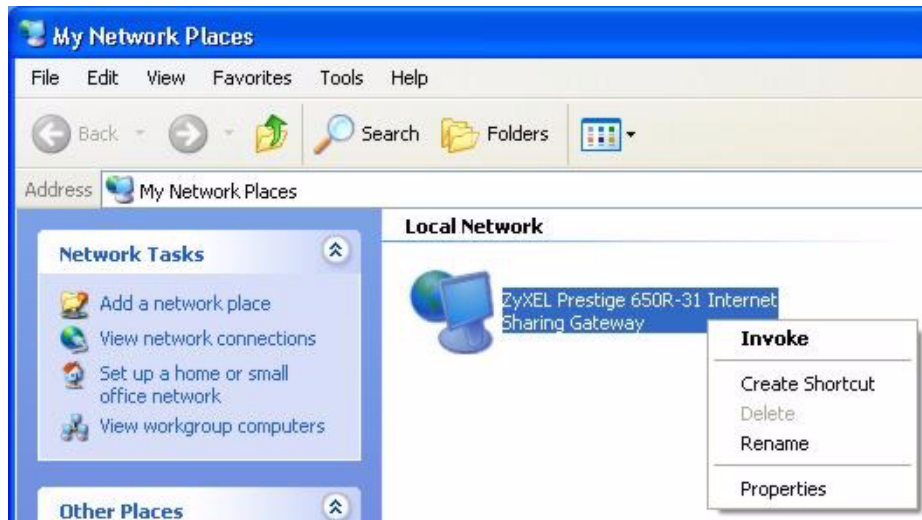 My Network Places
File Edit View Favorites Tools Help
Back Search Folders
Address My Network Places
Network Tasks
Add a network place
View network connections
Set up a home or small
office network
View workgroup computers
Other Places
Local Network
ZyXEL Prestige 650R-31 Internet
Sharing Gateway
Invoke
Create Shortcut
Delete
Rename
Properties